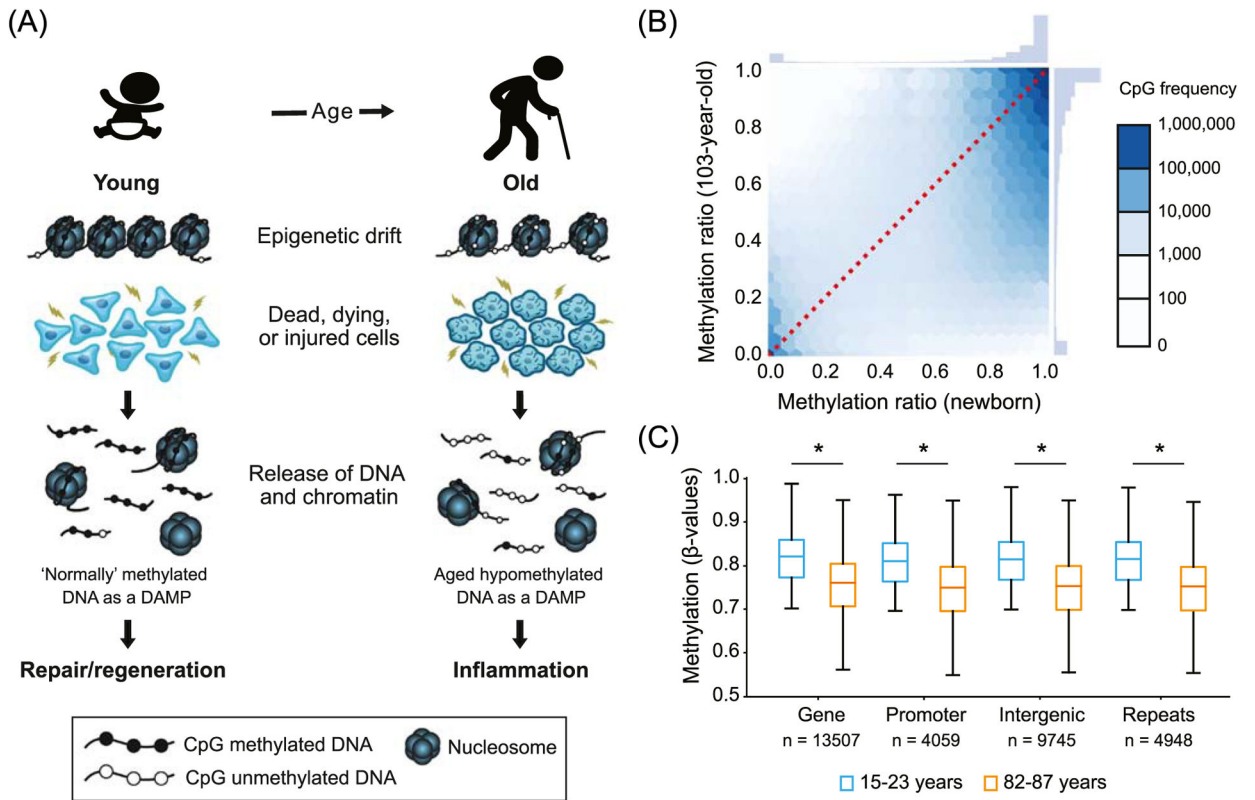 (A)
Age
Young
Old
Epigenetic drift
Dead, dying,
or injured cells
Release of DNA
and chromatin
'Normally' methylated
DNA as a DAMP
Aged hypomethylated
DNA as a DAMP
Repair/regeneration
Inflammation
CpG methylated DNA
CpG unmethylated DNA
Nucleosome
(B)
Methylation ratio (103-year-old)
1.0
0.8
0.6
0.4
0.2
0.0
0.0 0.2 0.4 0.6 0.8 1.0
Methylation ratio (newborn)
CpG frequency
1,000,000
100,000
10,000
1,000
100
0
(C)
* * * *
Methylation (β-values)
1.0
0.9
0.8
0.7
0.6
0.5
Gene Promoter Intergenic Repeats
n = 13507 n = 4059 n = 9745 n = 4948
15-23 years 82-87 years